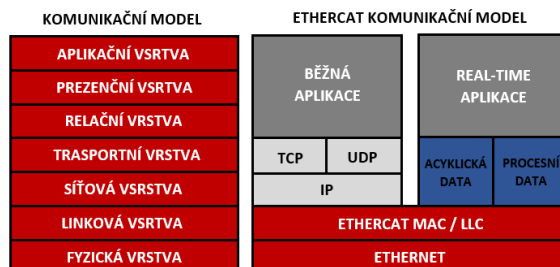 KOMUNIKAČNÍ MODEL
APLIKAČNÍ VSRTVA
PREZENČNÍ VSRTVA
RELAČNÍ VRSTVA
TRASPORTNÍ VRSTVA
SÍŤOVÁ VSRSTVA
LINKOVÁ VSRTVA
FYZICKÁ VRSTVA
ETHERCAT KOMUNIKAČNÍ MODEL
BĚŽNÁ
APLIKACE
REAL-TIME
APLIKACE
TCP
UDP
IP
ACYKLICKÁ
DATA
PROCESNÍ
DATA
ETHERCAT MAC / LLC
ETHERNET